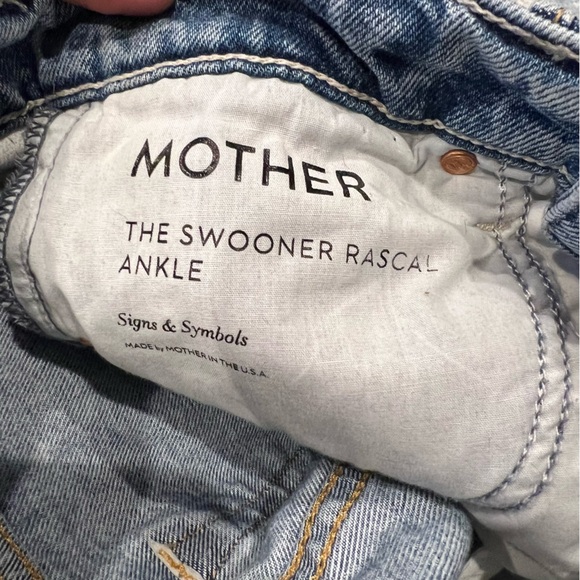 MOTHER
THE SWOONER RASCAL
ANKLE
Signs & Symbols
MADE by MOTHER IN THE U.S.A.